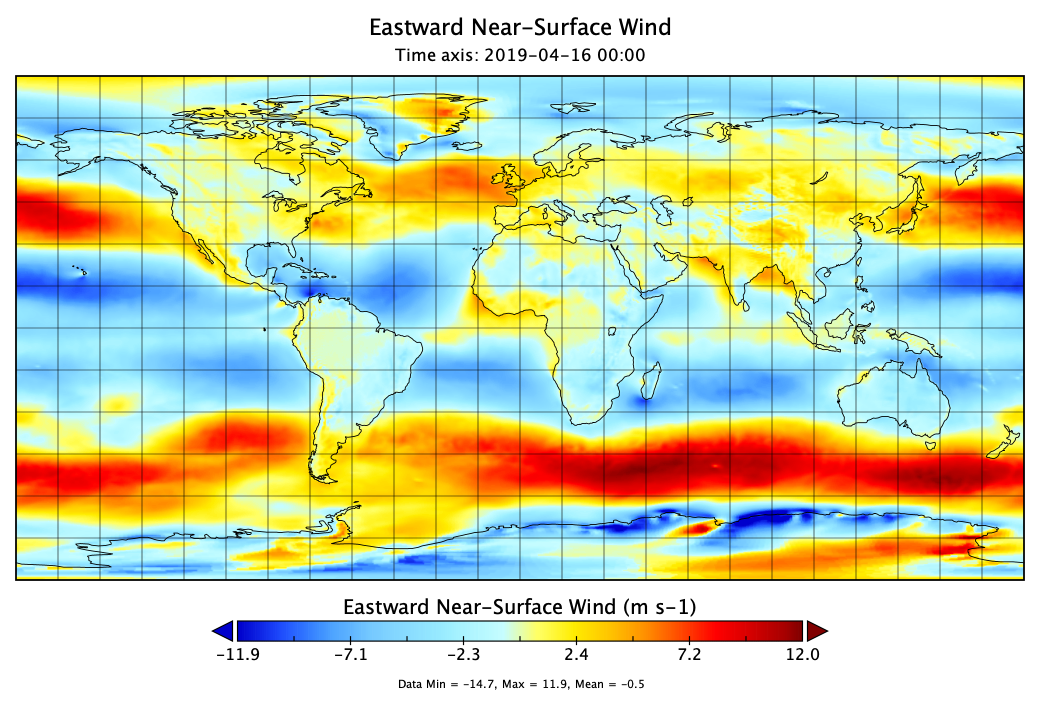 Eastward Near-Surface Wind
Time axis: 2019-04-16 00:00
Eastward Near-Surface Wind (m s-1)
-11.9 -7.1 -2.3 2.4 7.2 12.0
Data Min = -14.7, Max = 11.9, Mean = -0.5